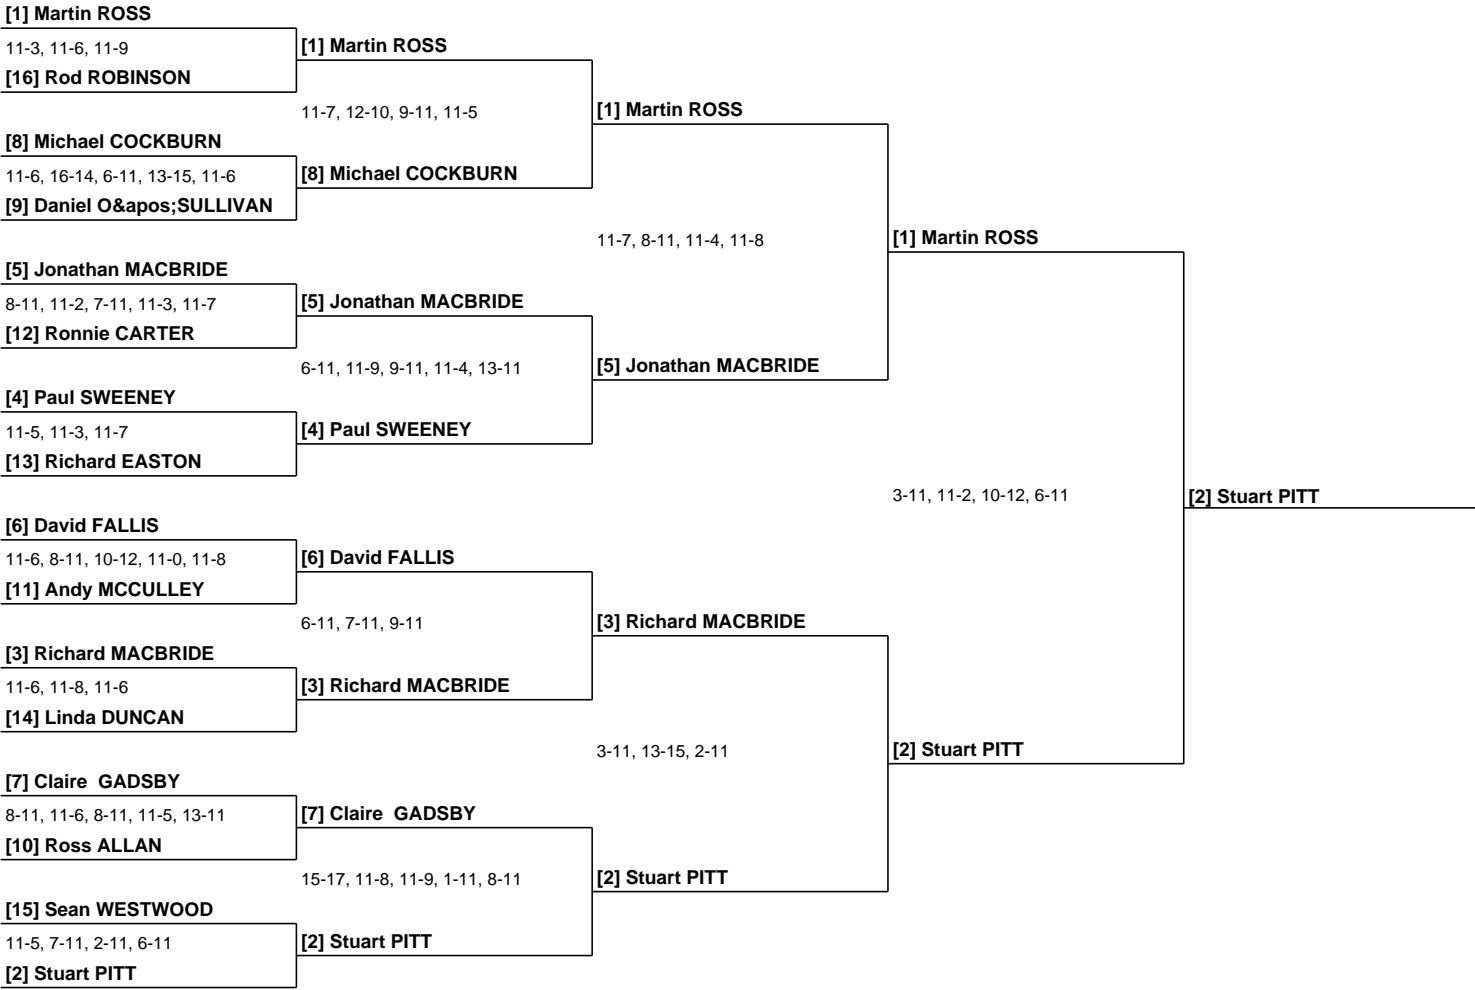 [1] Martin ROSS
11-3, 11-6, 11-9
[16] Rod ROBINSON
[8] Michael COCKBURN
11-6, 16-14, 6-11, 13-15, 11-6
[9] Daniel O&apos;SULLIVAN
[5] Jonathan MACBRIDE
8-11, 11-2, 7-11, 11-3, 11-7
[12] Ronnie CARTER
[4] Paul SWEENEY
11-5, 11-3, 11-7
[13] Richard EASTON
[6] David FALLIS
11-6, 8-11, 10-12, 11-0, 11-8
[11] Andy MCCULLEY
[3] Richard MACBRIDE
11-6, 11-8, 11-6
[14] Linda DUNCAN
[7] Claire  GADSBY
8-11, 11-6, 8-11, 11-5, 13-11
[10] Ross ALLAN
[15] Sean WESTWOOD
11-5, 7-11, 2-11, 6-11
[2] Stuart PITT
[1] Martin ROSS
11-7, 12-10, 9-11, 11-5
[8] Michael COCKBURN
[5] Jonathan MACBRIDE
6-11, 11-9, 9-11, 11-4, 13-11
[4] Paul SWEENEY
[6] David FALLIS
6-11, 7-11, 9-11
[3] Richard MACBRIDE
[7] Claire  GADSBY
15-17, 11-8, 11-9, 1-11, 8-11
[2] Stuart PITT
[1] Martin ROSS
11-7, 8-11, 11-4, 11-8
[5] Jonathan MACBRIDE
[3] Richard MACBRIDE
3-11, 13-15, 2-11
[2] Stuart PITT
[1] Martin ROSS
3-11, 11-2, 10-12, 6-11
[2] Stuart PITT
[2] Stuart PITT